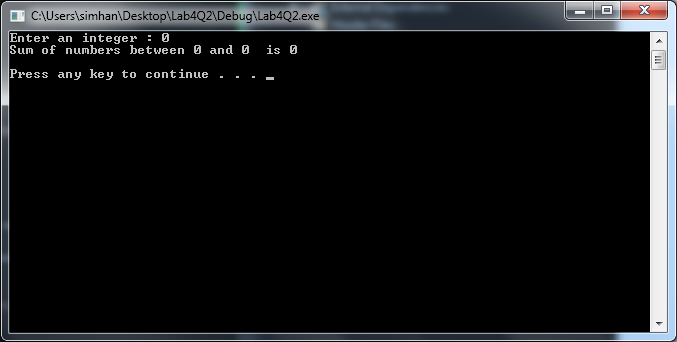 C:\Users\simhan\Desktop\Lab4Q2\Debug\Lab4Q2.exe
Enter an integer : 0
Sum of numbers between 0 and 0  is 0
Press any key to continue . . . _